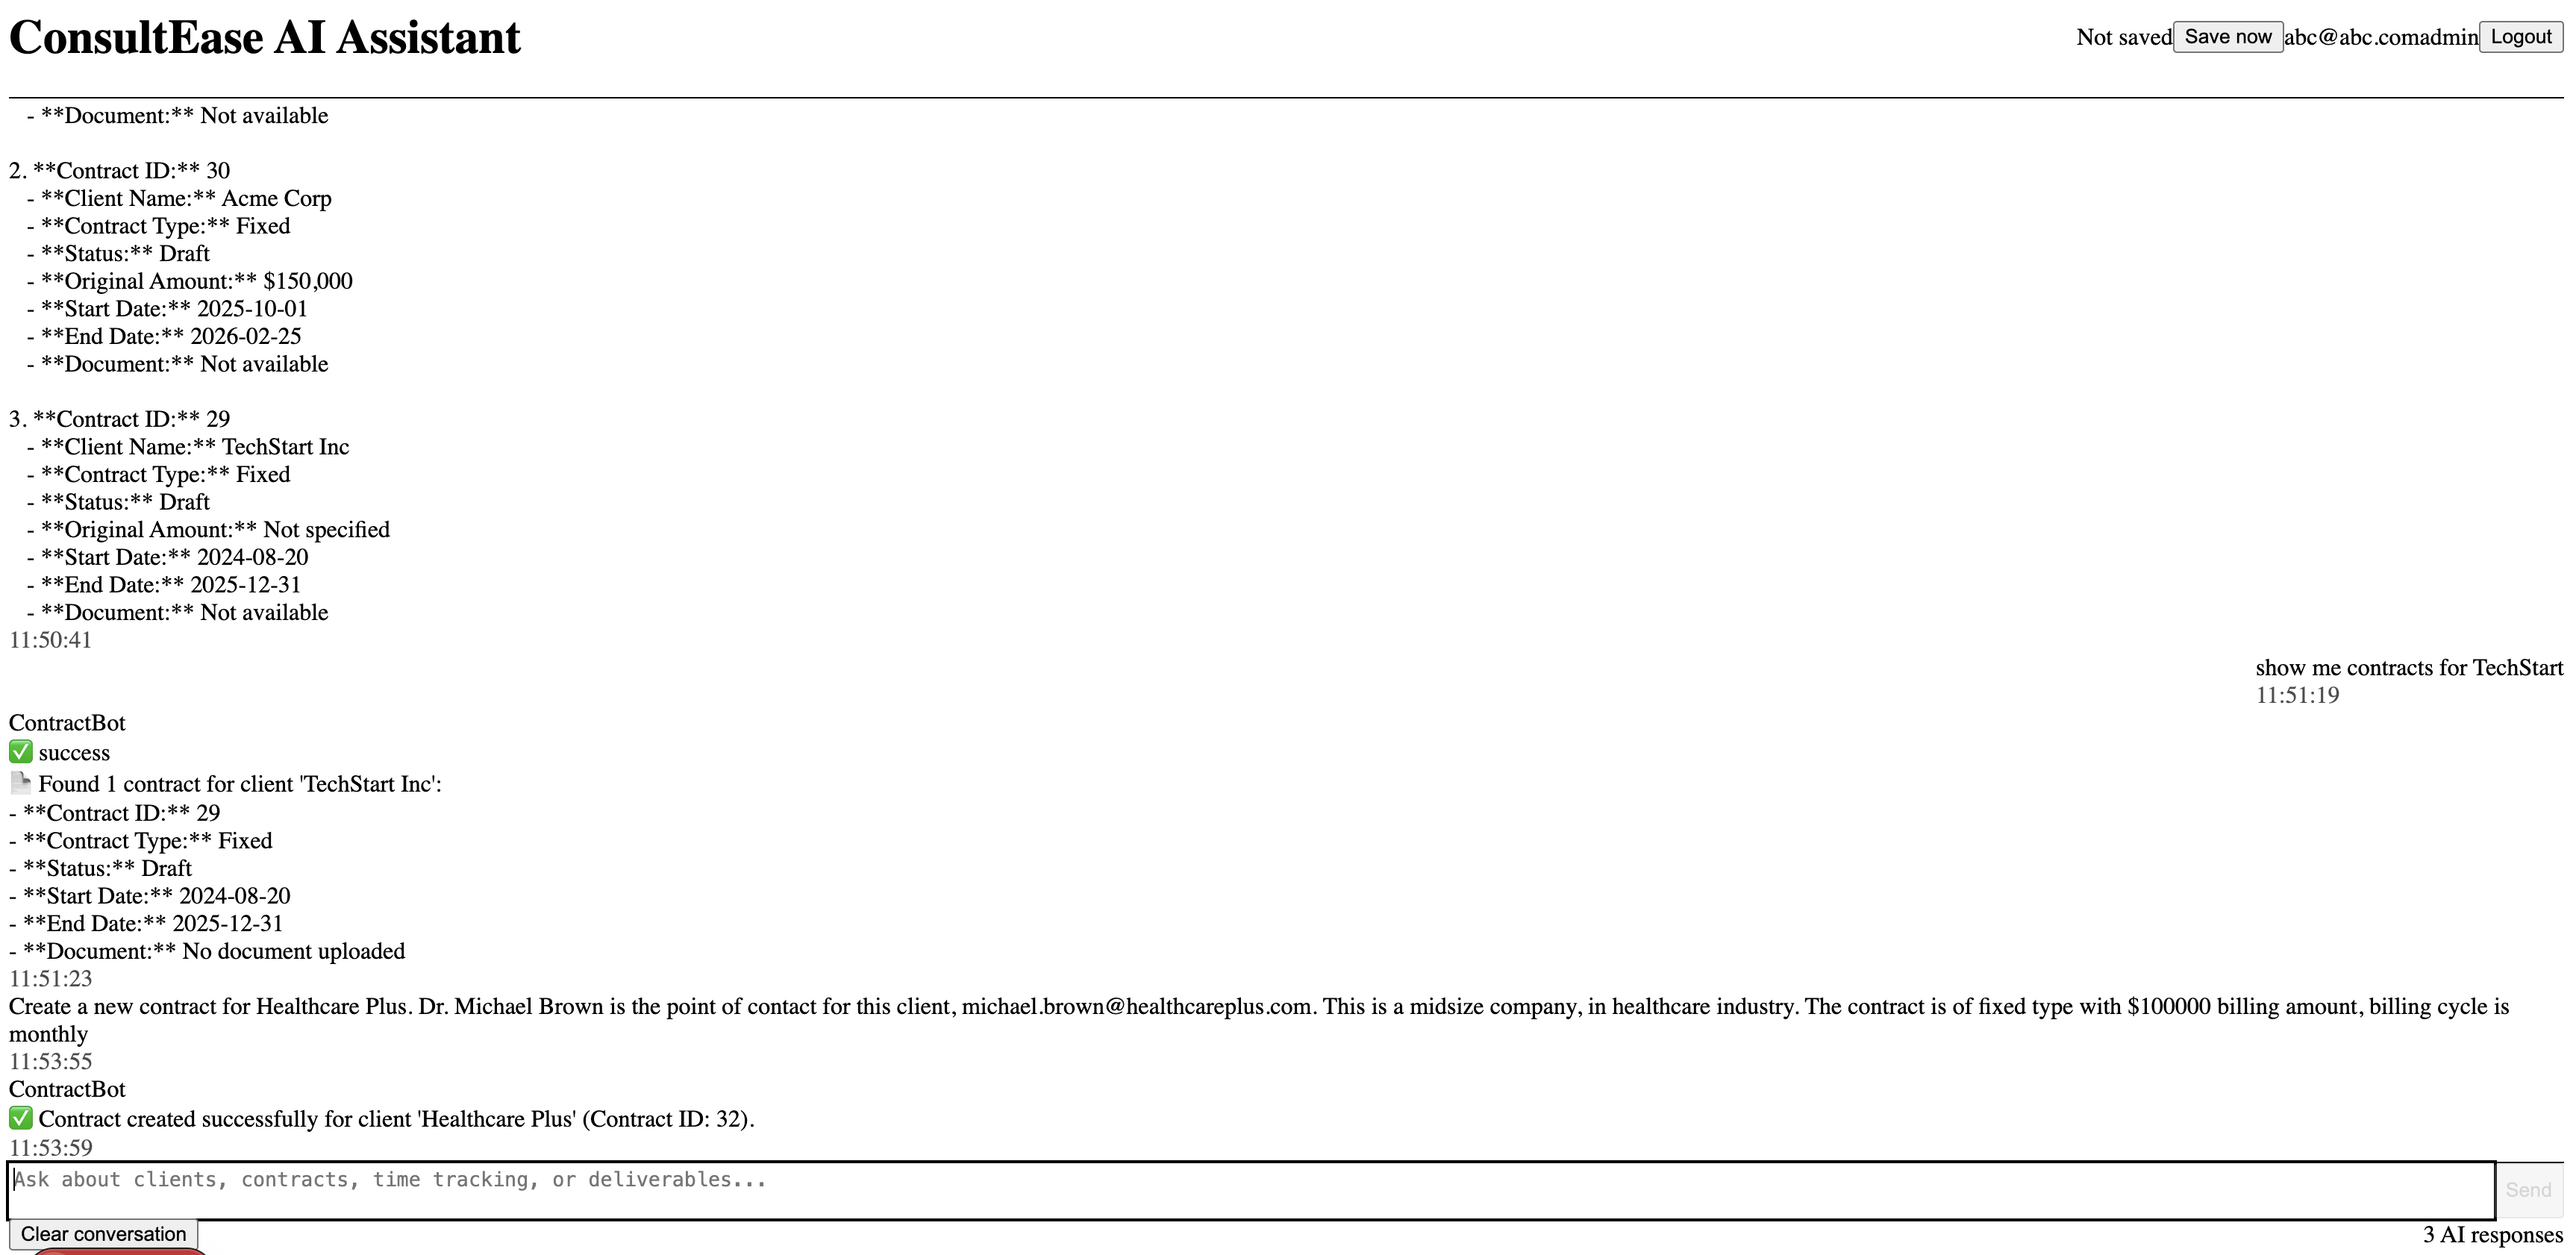 ConsultEase AI Assistant
Not saved Save now abc@abc.comadmin Logout
- **Document:** Not available
2. **Contract ID:** 30
- **Client Name:** Acme Corp
- **Contract Type:** Fixed
- **Status:** Draft
- **Original Amount:** $150,000
- **Start Date:** 2025-10-01
- **End Date:** 2026-02-25
- **Document:** Not available
3. **Contract ID:** 29
- **Client Name:** TechStart Inc
- **Contract Type:** Fixed
- **Status:** Draft
- **Original Amount:** Not specified
- **Start Date:** 2024-08-20
- **End Date:** 2025-12-31
- **Document:** Not available
11:50:41
show me contracts for TechStart
11:51:19
ContractBot
✅ success
📄 Found 1 contract for client 'TechStart Inc':
- **Contract ID:** 29
- **Contract Type:** Fixed
- **Status:** Draft
- **Start Date:** 2024-08-20
- **End Date:** 2025-12-31
- **Document:** No document uploaded
11:51:23
Create a new contract for Healthcare Plus. Dr. Michael Brown is the point of contact for this client, michael.brown@healthcareplus.com. This is a midsize company, in healthcare industry. The contract is of fixed type with $100000 billing amount, billing cycle is
monthly
11:53:55
ContractBot
✅ Contract created successfully for client 'Healthcare Plus' (Contract ID: 32).
11:53:59
Ask about clients, contracts, time tracking, or deliverables...
Send
Clear conversation
3 AI responses